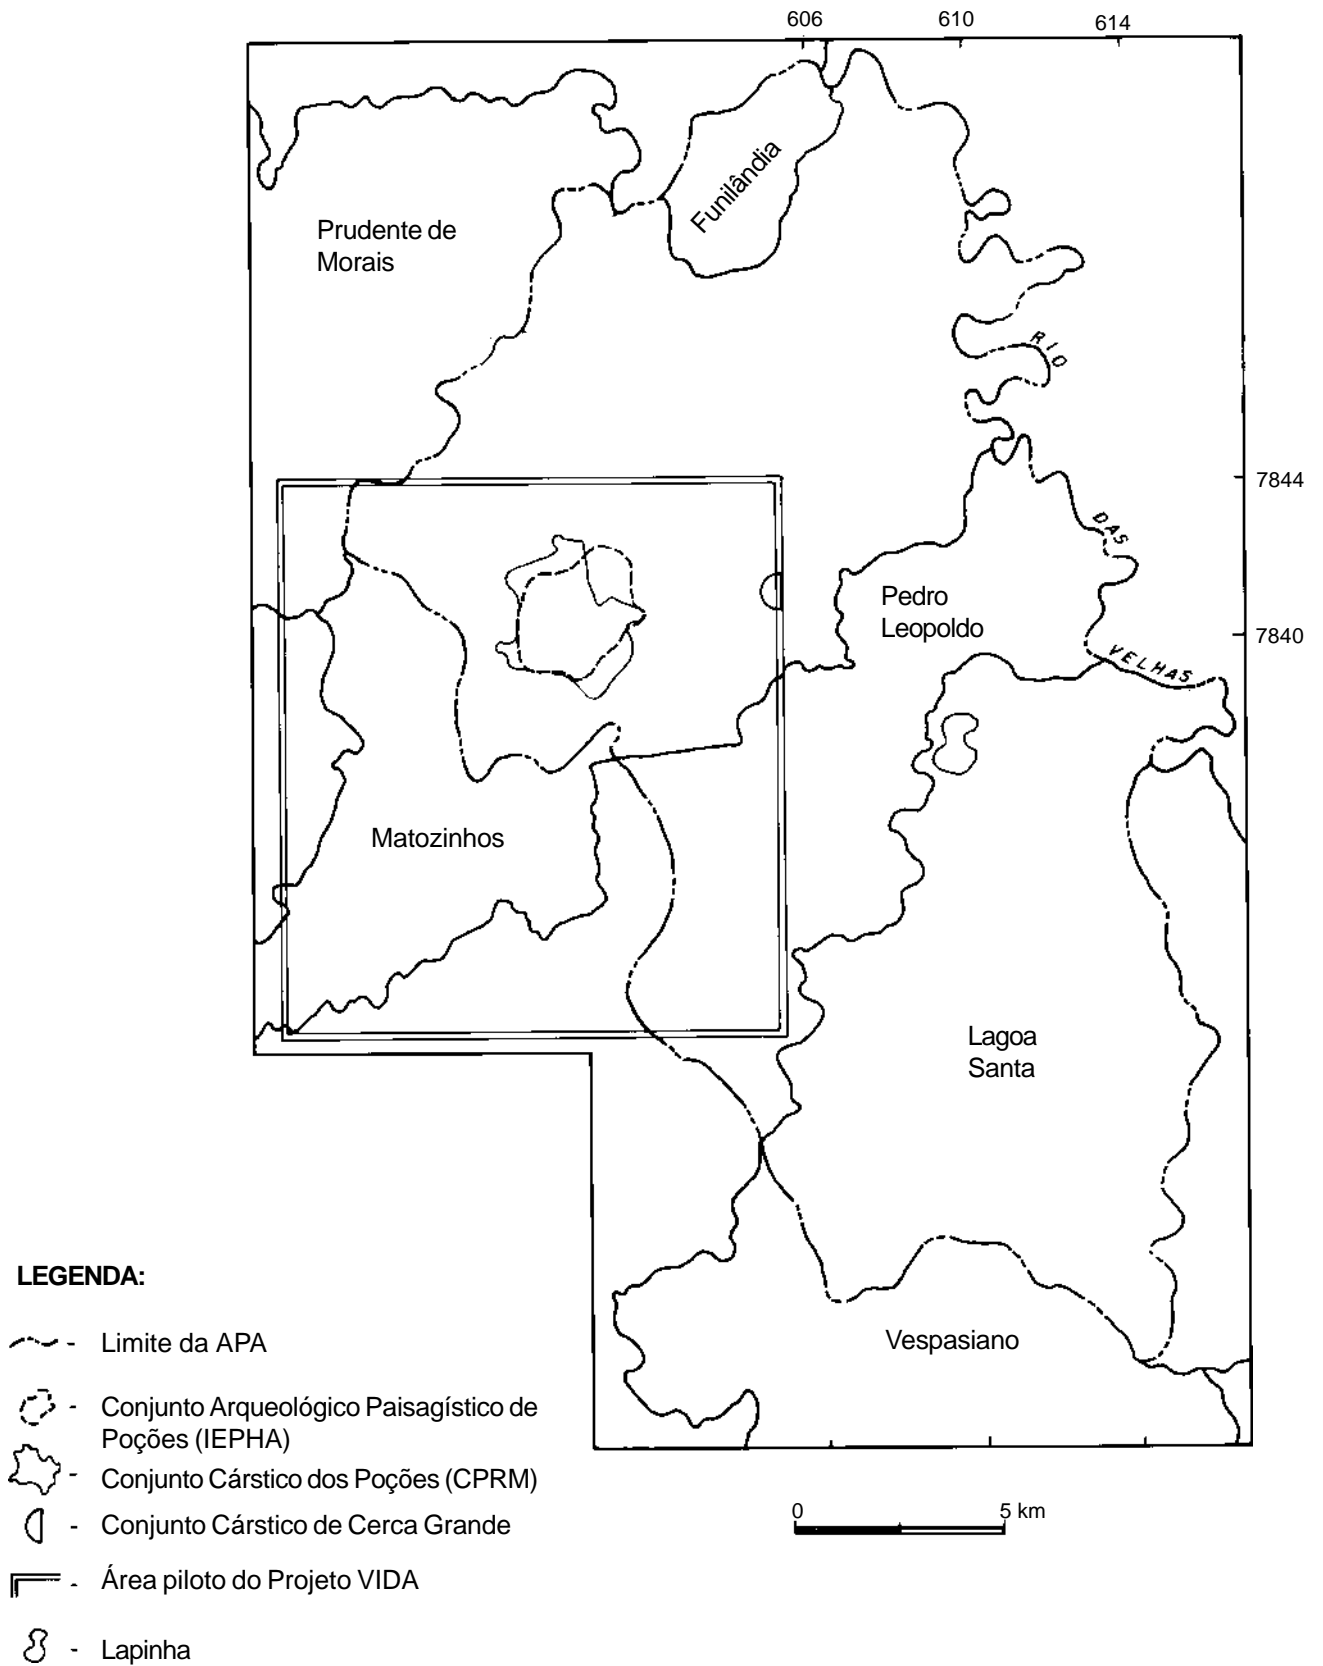 606 610 614
Funilândia
Prudente de
Morais
RIO
7844
DAS
Pedro
Leopoldo
7840
VELHAS
Matozinhos
Lagoa
Santa
Vespasiano
LEGENDA:
- Limite da APA
- Conjunto Arqueológico Paisagístico de
Poções (IEPHA)
- Conjunto Cárstico dos Poções (CPRM)
- Conjunto Cárstico de Cerca Grande
- Área piloto do Projeto VIDA
- Lapinha
0 5 km